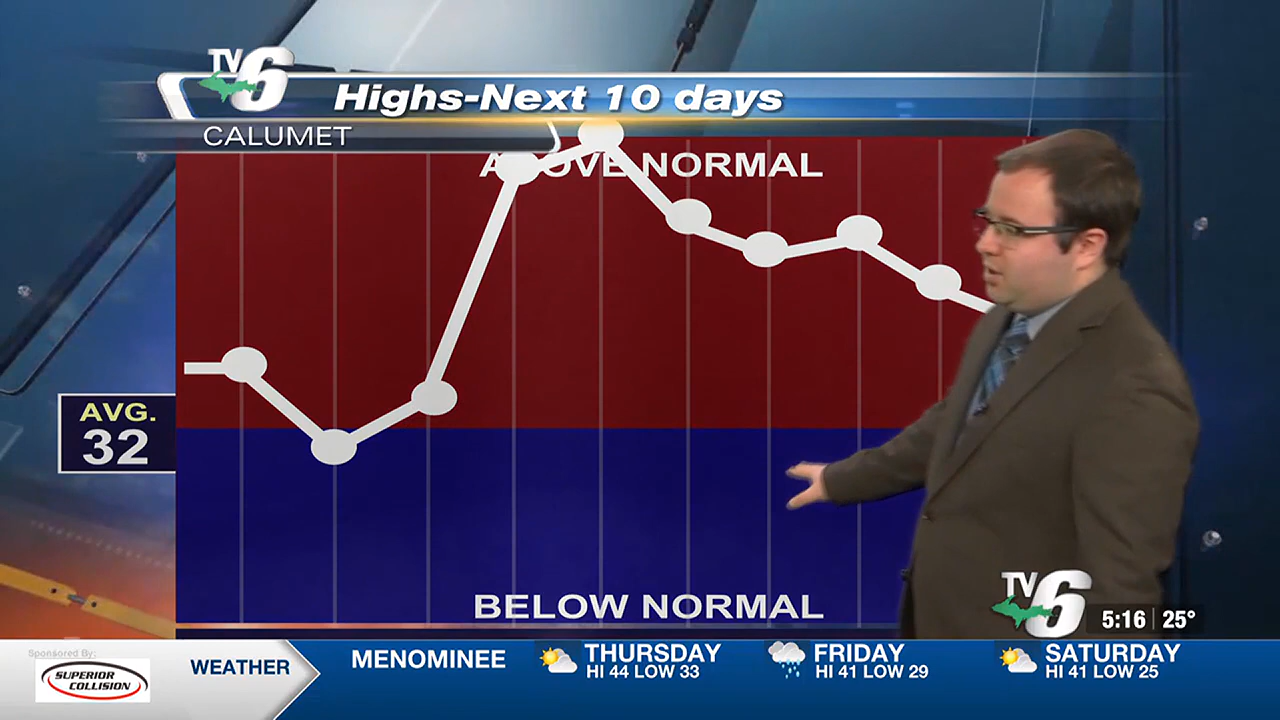 TV6
Highs-Next 10 days
CALUMET
ABOVE NORMAL
AVG.
32
BELOW NORMAL
TV6
5:16 25°
Sponsored By:
SUPERIOR
COLLISION
WEATHER
MENOMINEE
THURSDAY
HI 44 LOW 33
FRIDAY
HI 41 LOW 29
SATURDAY
HI 41 LOW 25